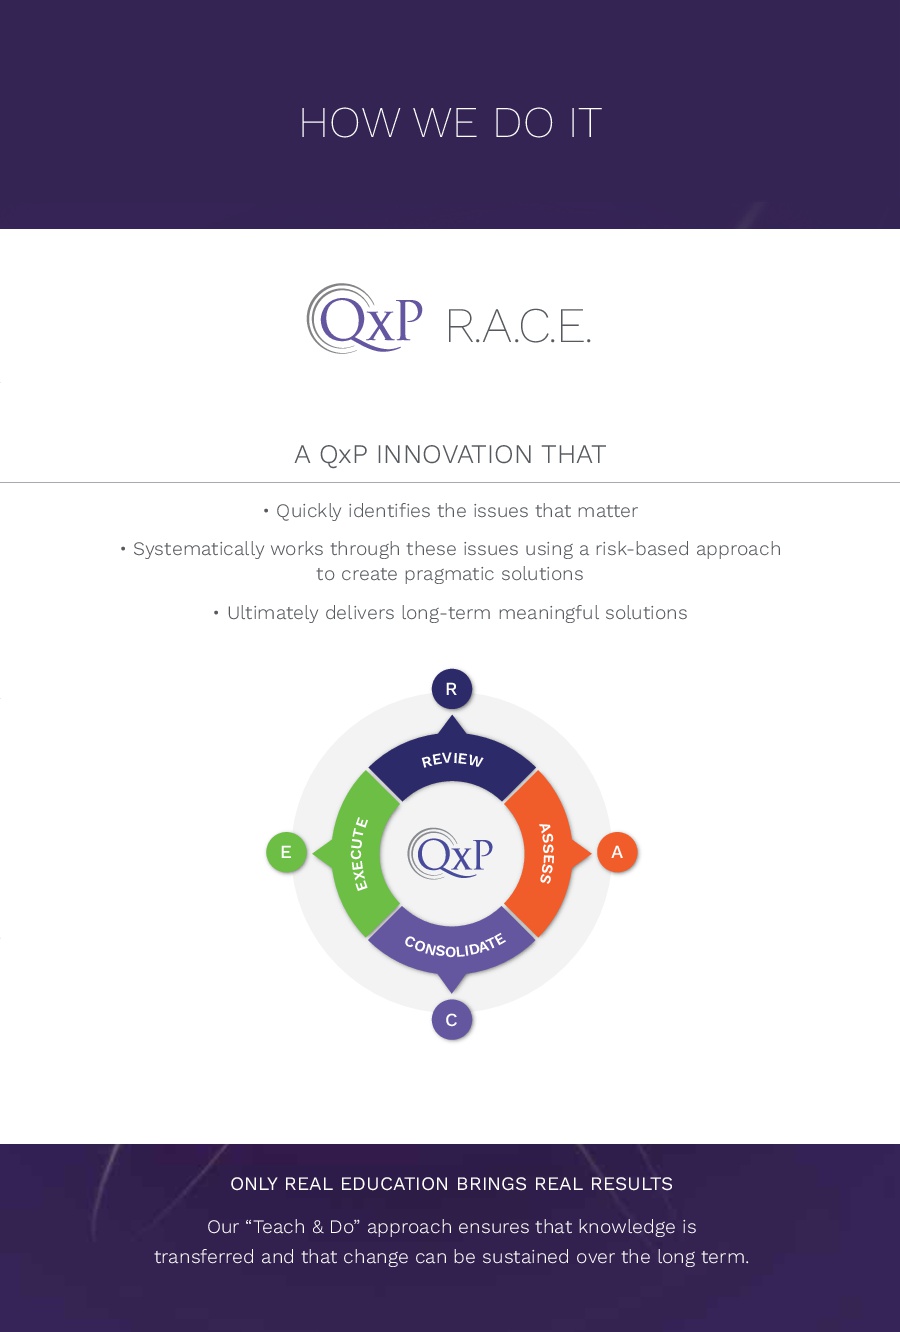 HOW WE DO IT
QxP R.A.C.E.
A QxP INNOVATION THAT
• Quickly identifies the issues that matter
• Systematically works through these issues using a risk-based approach
to create pragmatic solutions
• Ultimately delivers long-term meaningful solutions
R
REVIEW
E
EXECUTE
QxP
ASSESS
A
CONSOLIDATE
C
ONLY REAL EDUCATION BRINGS REAL RESULTS
Our “Teach & Do” approach ensures that knowledge is
transferred and that change can be sustained over the long term.